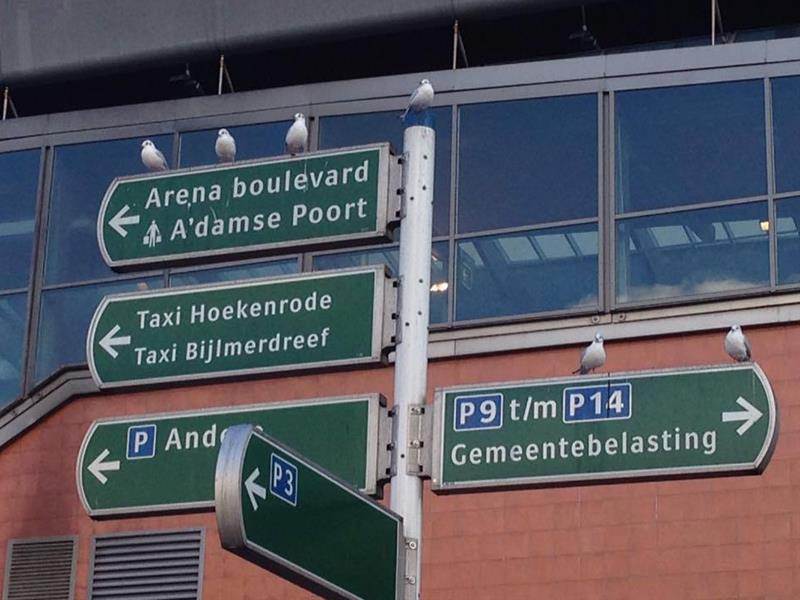 Arena boulevard
A'damse Poort
Taxi Hoekenrode
Taxi Bijlmerdreef
P
P3
P9 t/m P14
Gemeentebelasting